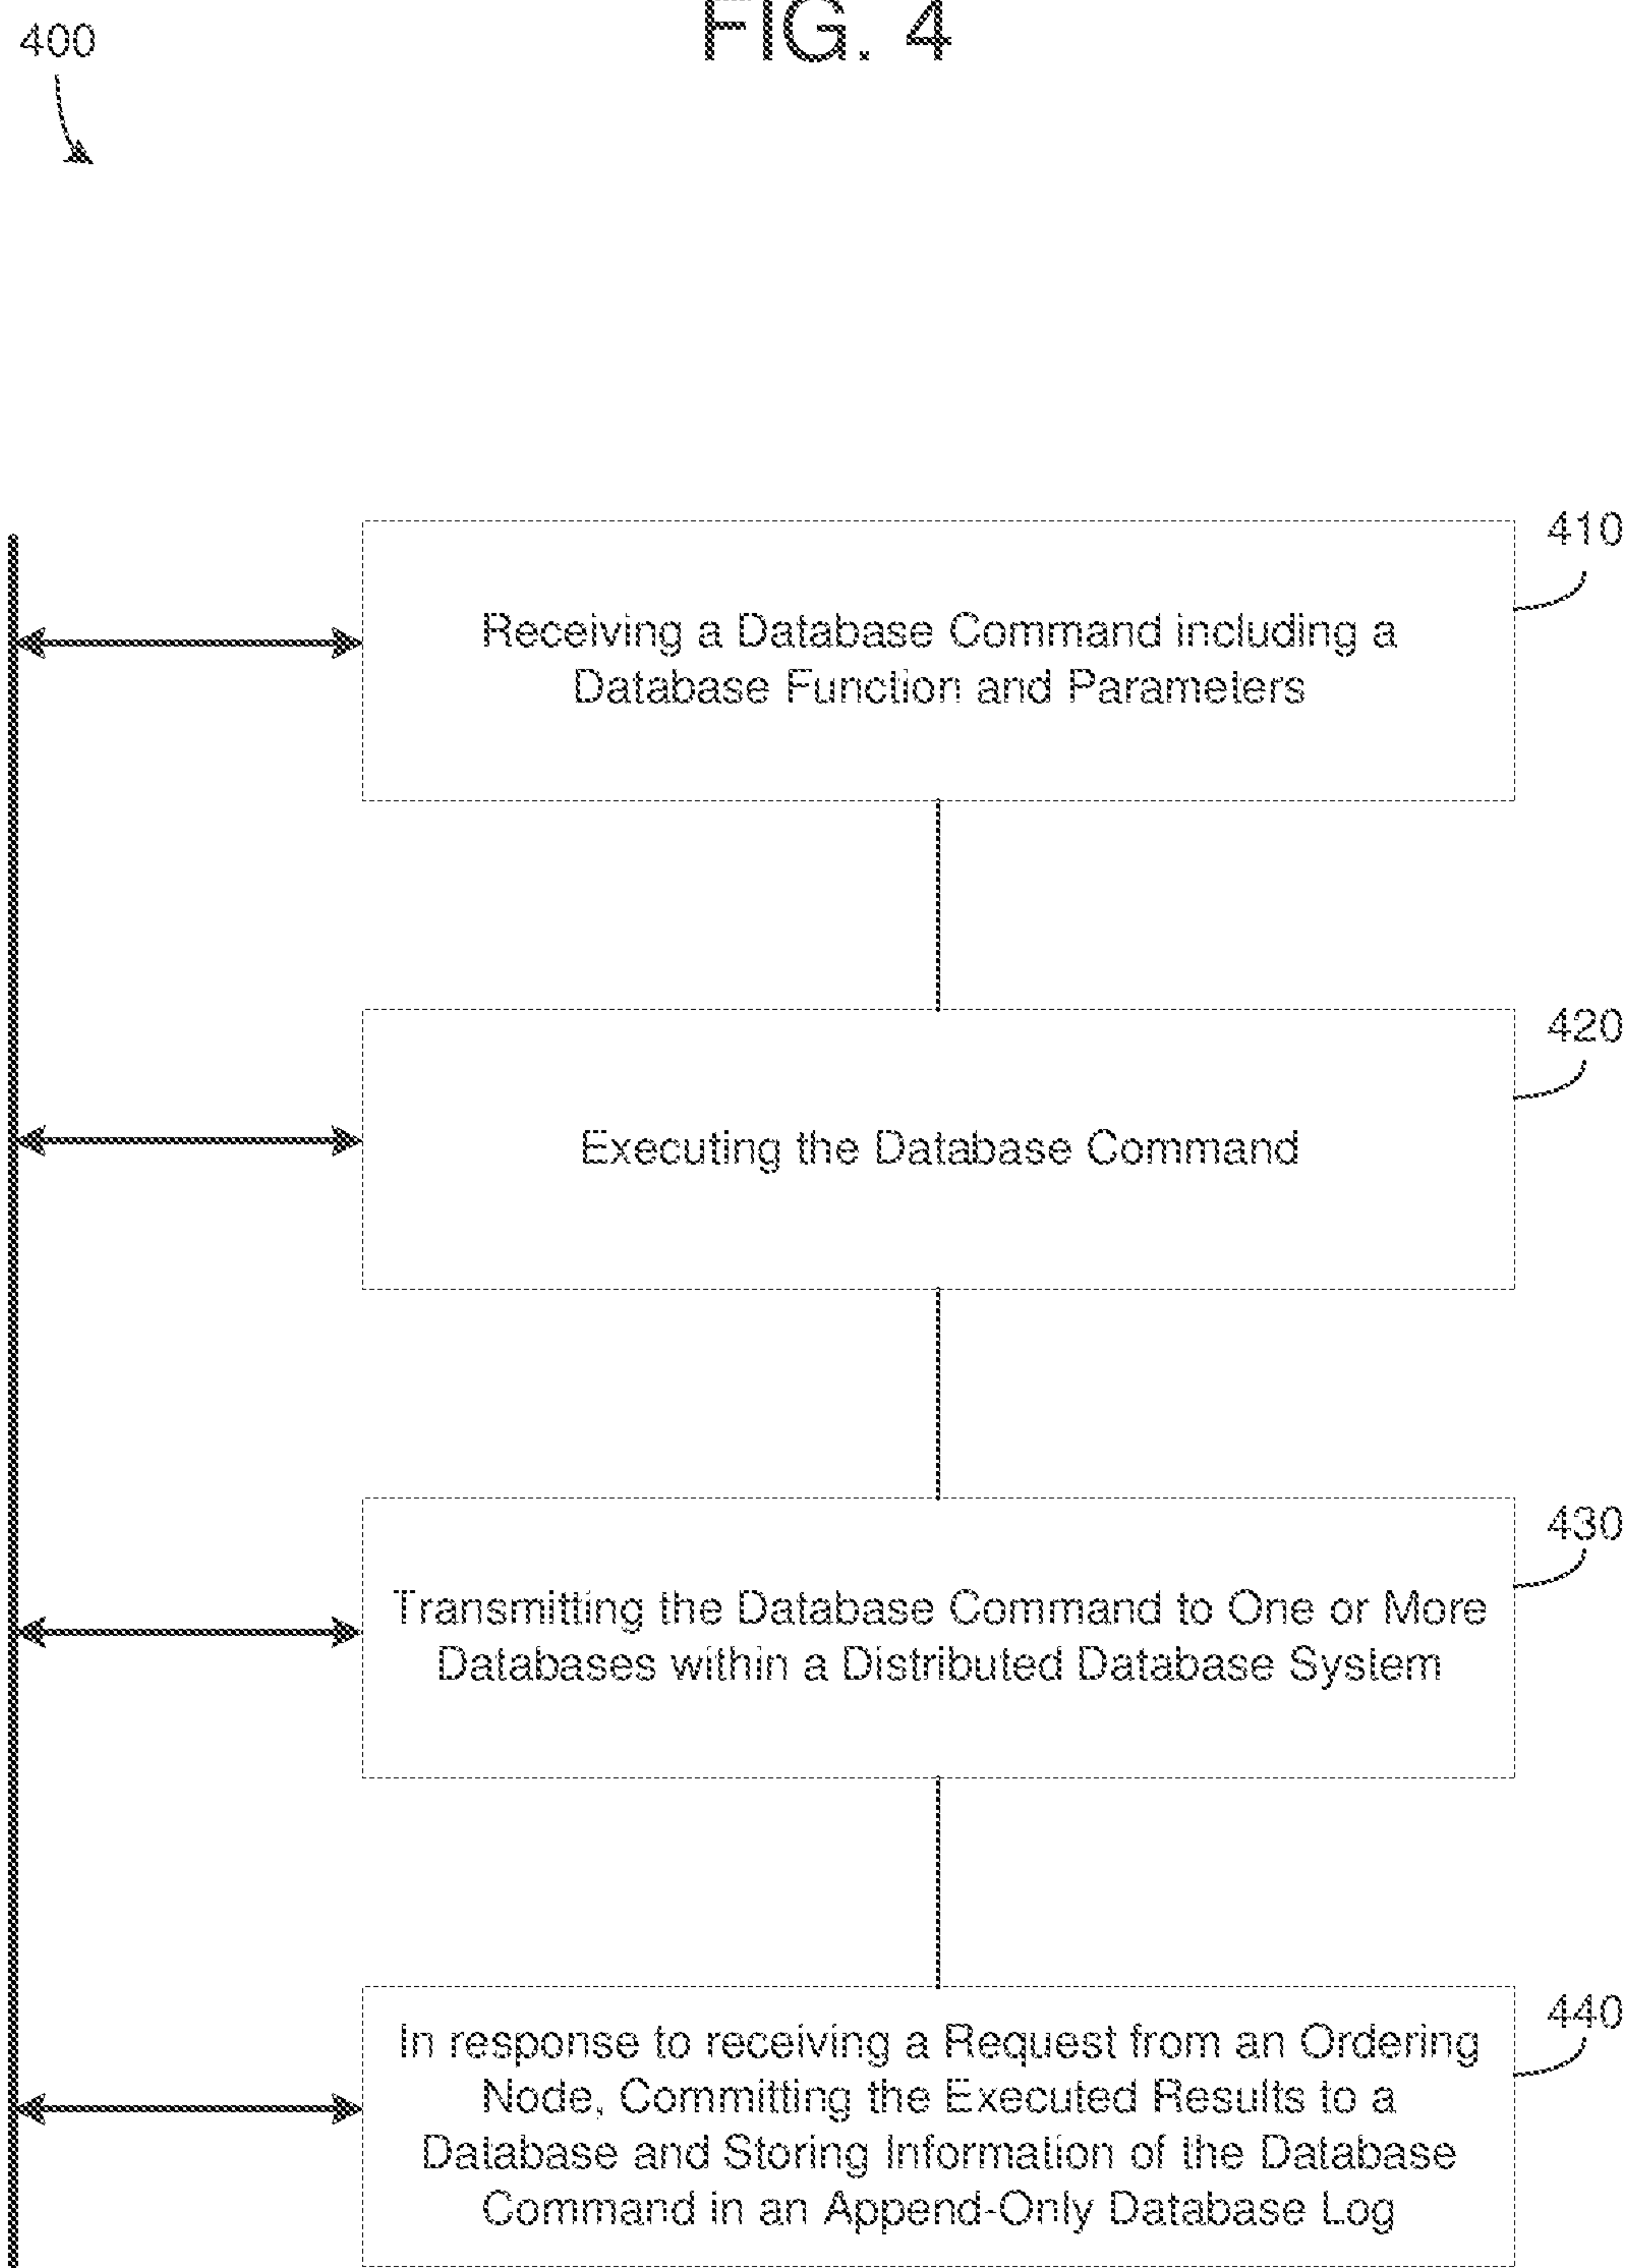 FIG. 4
400
410
Receiving a Database Command including a
Database Function and Parameters
420
Executing the Database Command
430
Transmitting the Database Command to One or More
Databases within a Distributed Database System
440
In response to receiving a Request from an Ordering
Node, Committing the Executed Results to a
Database and Storing Information of the Database
Command in an Append-Only Database Log